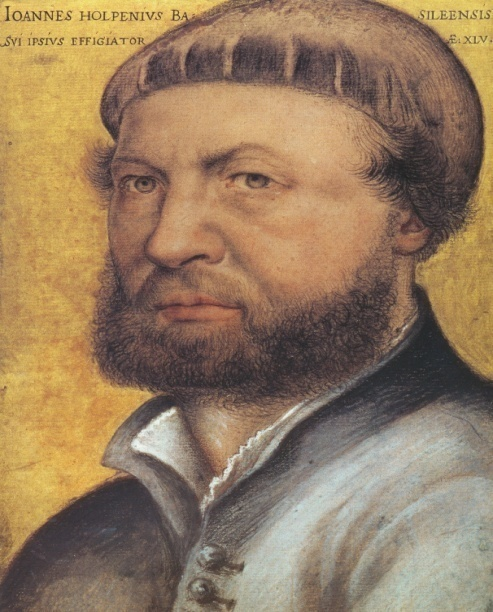 IOANNES HOLPENIVS BA: SILEENSIS
SVI IPSIVS EFFIGIATOR Æ: XLV.